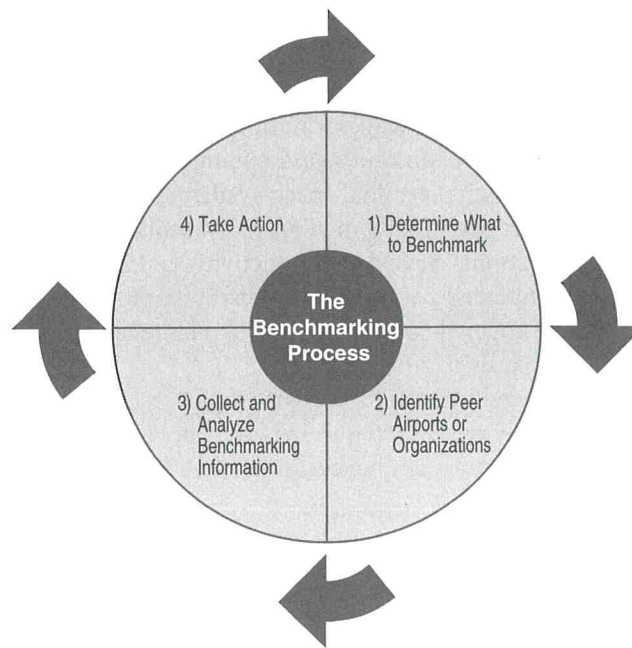 4) Take Action
1) Determine What
to Benchmark
The
Benchmarking
Process
3) Collect and
Analyze
Benchmarking
Information
2) Identify Peer
Airports or
Organizations